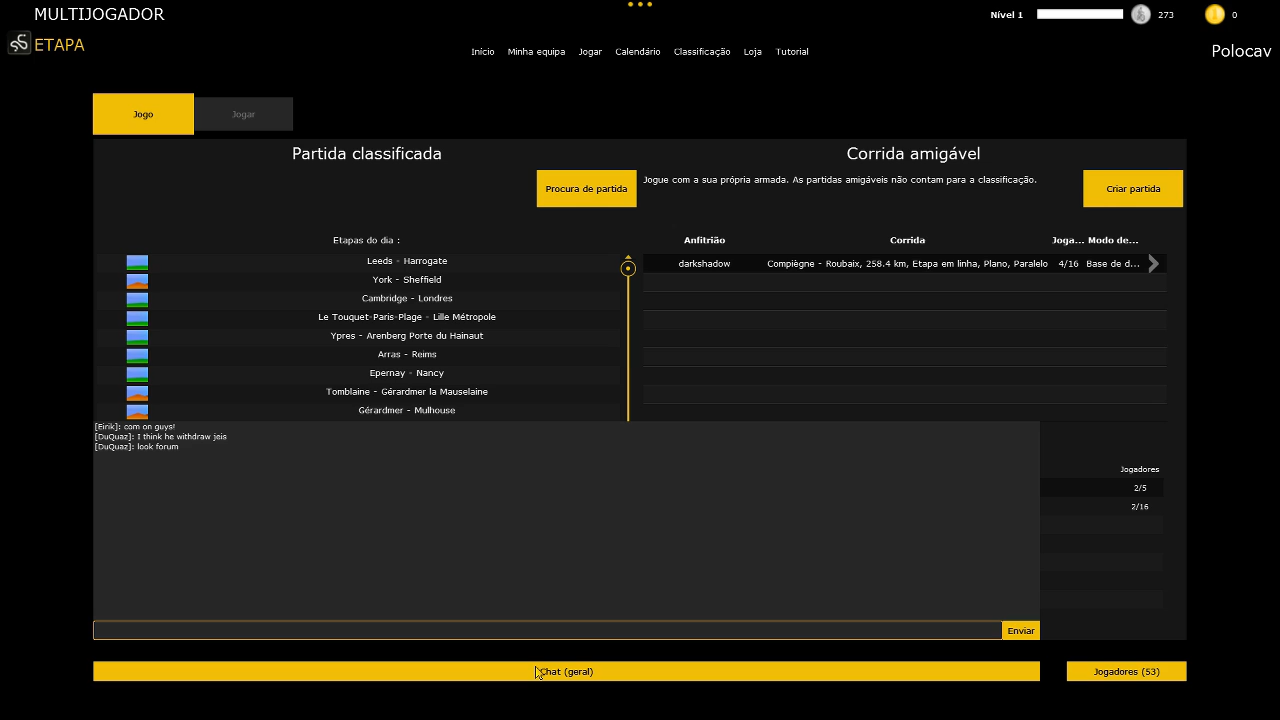 MULTIJOGADOR
Nível 1
273
0
ETAPA
Início Minha equipa Jogar Calendário Classificação Loja Tutorial
Polocav
Jogo
Jogar
Partida classificada
Procura de partida
Etapas do dia :
Leeds - Harrogate
York - Sheffield
Cambridge - Londres
Le Touquet-Paris-Plage - Lille Métropole
Ypres - Arenberg Porte du Hainaut
Arras - Reims
Epernay - Nancy
Tomblaine - Gérardmer la Mauselaine
Gérardmer - Mulhouse
Corrida amigável
Jogue com a sua própria armada. As partidas amigáveis não contam para a classificação.
Criar partida
Anfitrião Corrida Joga... Modo de...
darkshadow Compiègne - Roubaix, 258.4 km, Etapa em linha, Plano, Paralelo 4/16 Base de d...
[Eirik]: com on guys!
[DuQuaz]: I think he withdraw jeis
[DuQuaz]: look forum
Jogadores
2/5
2/16
Enviar
Chat (geral)
Jogadores (53)